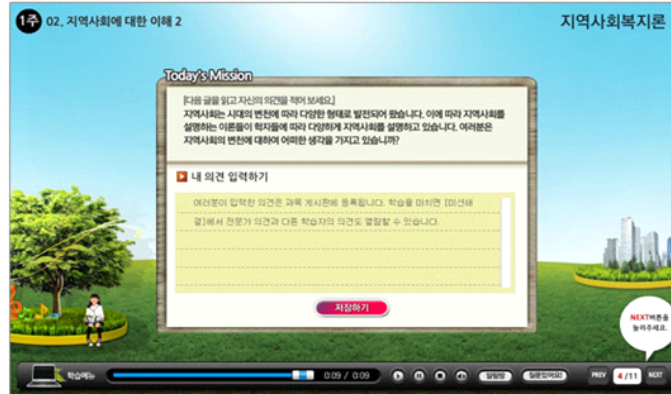 1주 02. 지역사회에 대한 이해 2
지역사회복지론
Today's Mission
[다음 글을 읽고 자신의 의견을 적어 보세요.]
지역사회는 시대의 변천에 따라 다양한 형태로 발전되어 왔습니다. 이에 따라 지역사회를
설명하는 이론들이 학자들에 따라 다양하게 지역사회를 설명하고 있습니다. 여러분은
지역사회의 변천에 대하여 어떠한 생각을 가지고 있습니까?
내 의견 입력하기
여러분이 입력한 의견은 과목 게시판에 등록됩니다. 학습을 마치면 [미션해
결]에서 전문가 의견과 다른 학습자의 의견도 열람할 수 있습니다.
저장하기
NEXT버튼을
눌러주세요.
학습메뉴
0:09 / 0:09
질문있어요!
PREV
4 /11
NEXT